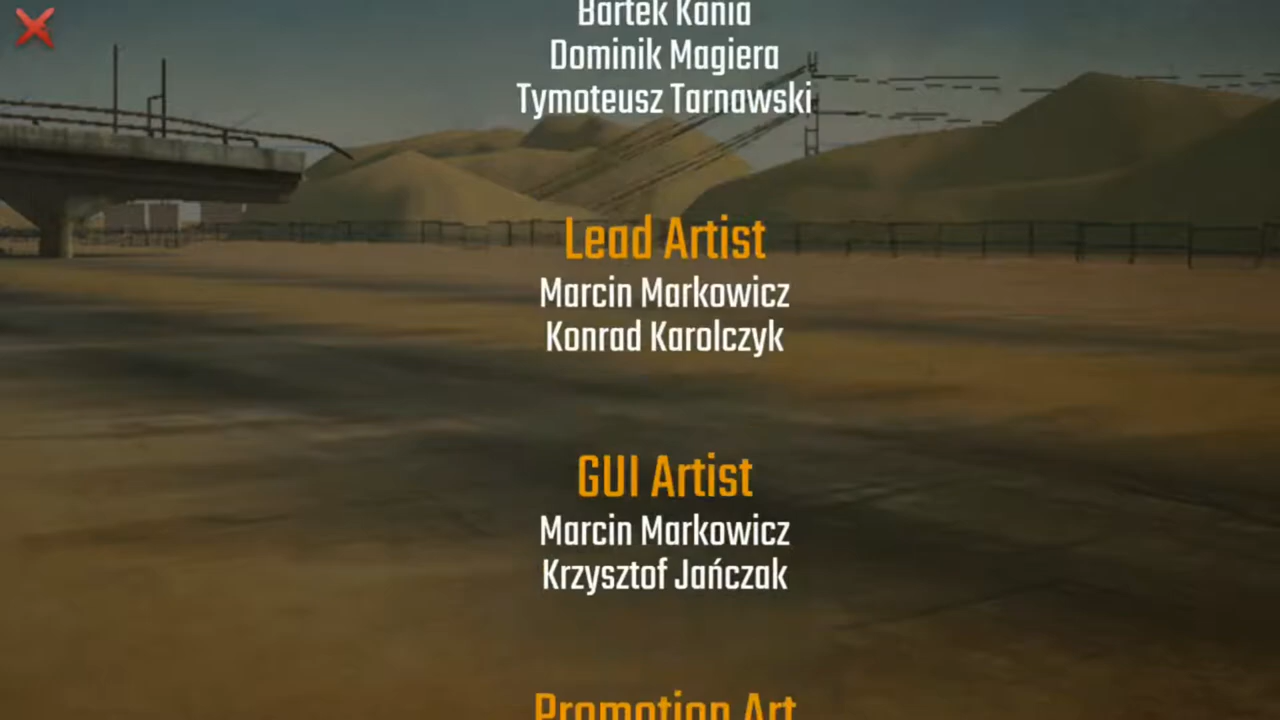 Bartek Kania
Dominik Magiera
Tymoteusz Tarnawski
Lead Artist
Marcin Markowicz
Konrad Karolczyk
GUI Artist
Marcin Markowicz
Krzysztof Jańczak
Promotion Art